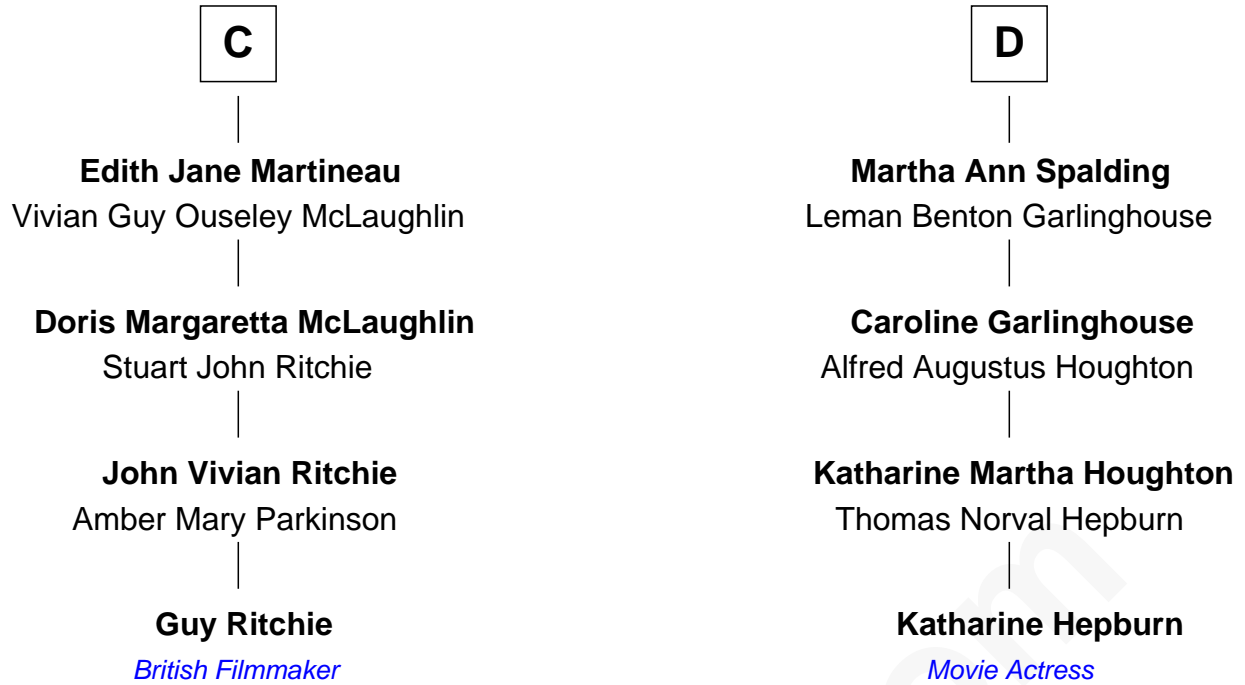 C
Edith Jane Martineau
Vivian Guy Ouseley McLaughlin
Doris Margaretta McLaughlin
Stuart John Ritchie
John Vivian Ritchie
Amber Mary Parkinson
Guy Ritchie
British Filmmaker
D
Martha Ann Spalding
Leman Benton Garlinghouse
Caroline Garlinghouse
Alfred Augustus Houghton
Katharine Martha Houghton
Thomas Norval Hepburn
Katharine Hepburn
Movie Actress